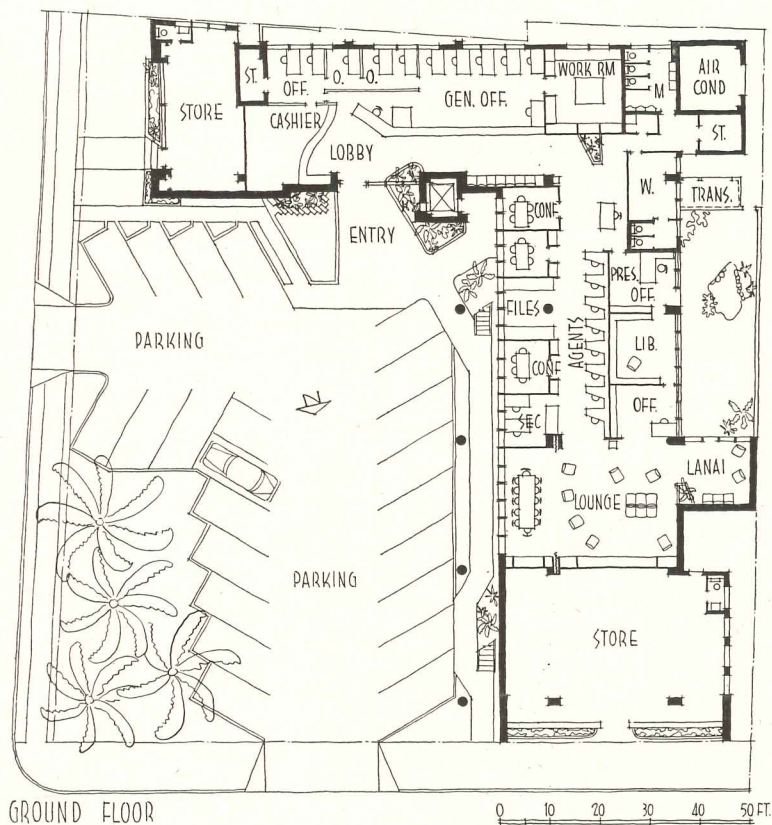 STORE
ST.
OFF.
O.
O.
GEN. OFF.
WORK RM
M
AIR
COND
CASHIER
LOBBY
ST.
W.
TRANS.
ENTRY
CONF
PRES.
OFF.
FILES
AGENTS
LIB.
PARKING
CONF
SEC
OFF.
LANAI
LOUNGE
PARKING
STORE
N
GROUND FLOOR
0 10 20 30 40 50 FT.